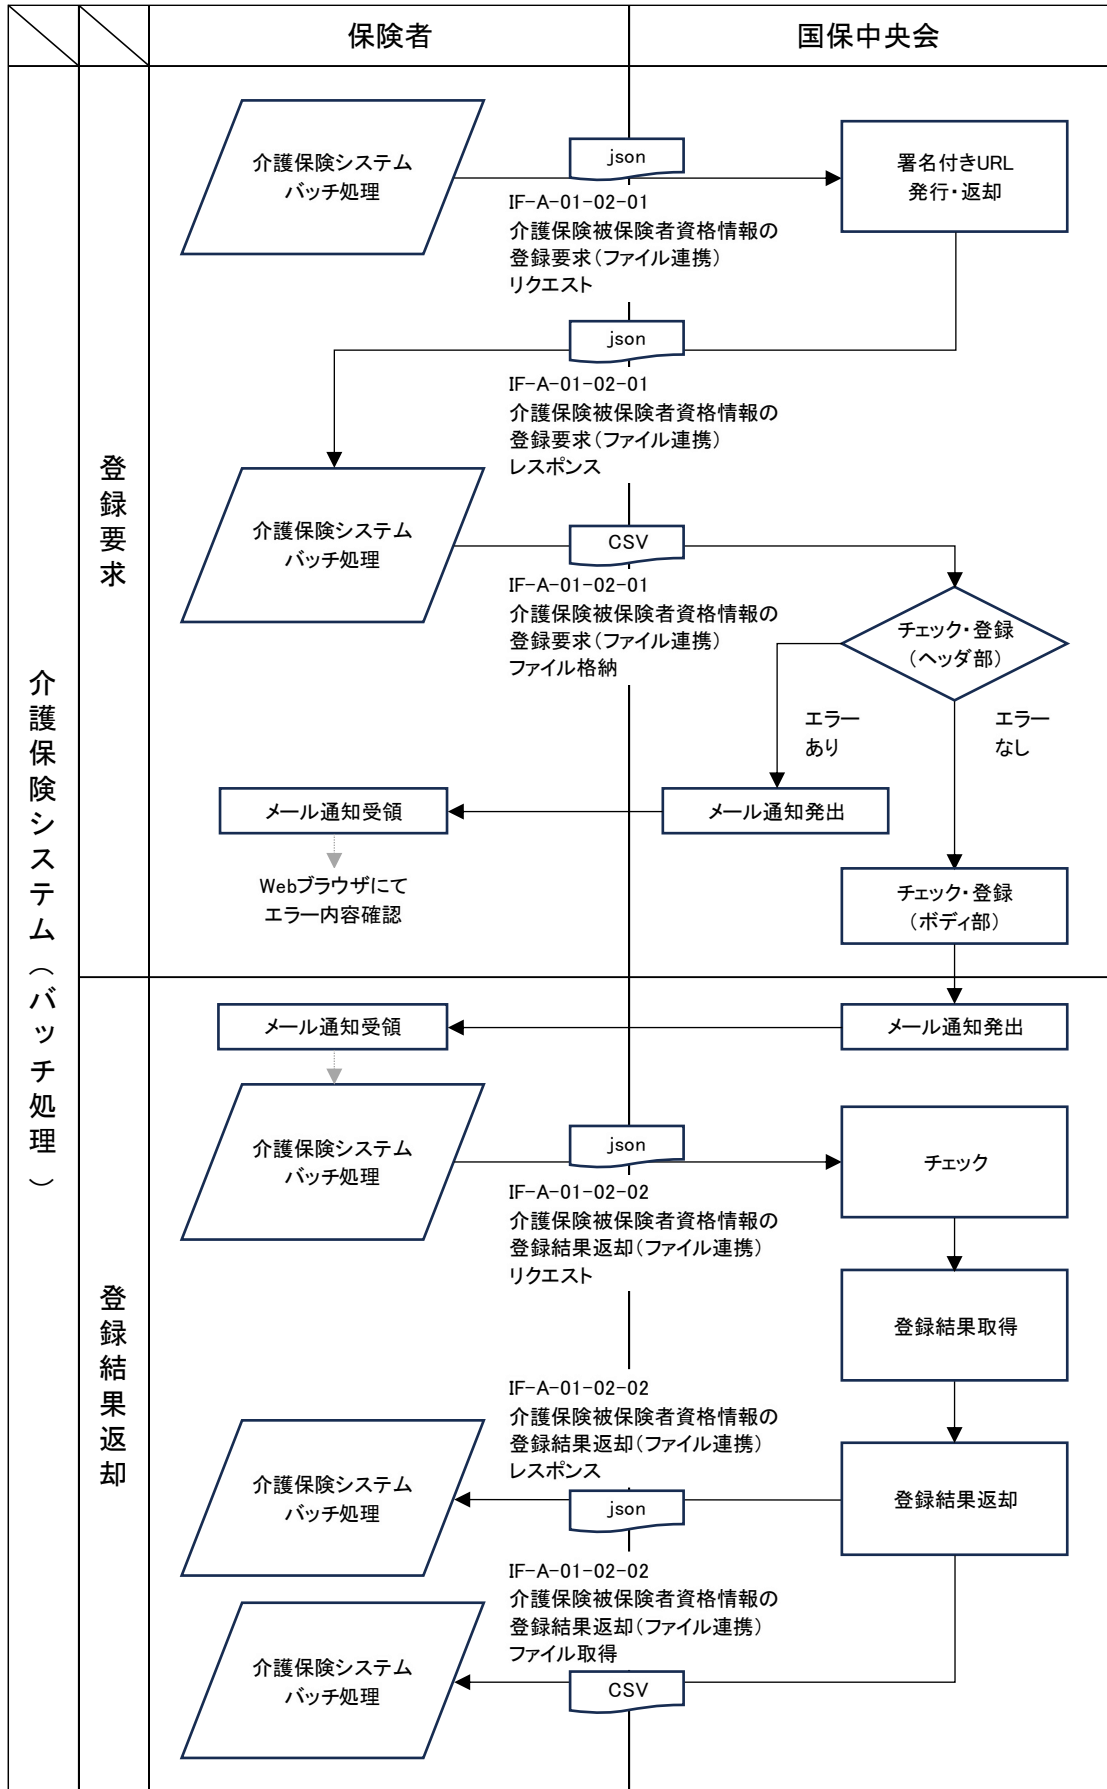 保険者
国保中央会
介護保険システム（バッチ処理）
登録要求
介護保険システム
バッチ処理
json
署名付きURL
発行・返却
IF-A-01-02-01
介護保険被保険者資格情報の
登録要求（ファイル連携）
リクエスト
json
IF-A-01-02-01
介護保険被保険者資格情報の
登録要求（ファイル連携）
レスポンス
介護保険システム
バッチ処理
CSV
IF-A-01-02-01
介護保険被保険者資格情報の
登録要求（ファイル連携）
ファイル格納
チェック・登録
（ヘッダ部）
エラー
あり
エラー
なし
メール通知受領
メール通知発出
Webブラウザにて
エラー内容確認
チェック・登録
（ボディ部）
登録結果返却
メール通知受領
メール通知発出
介護保険システム
バッチ処理
json
チェック
IF-A-01-02-02
介護保険被保険者資格情報の
登録結果返却（ファイル連携）
リクエスト
登録結果取得
IF-A-01-02-02
介護保険被保険者資格情報の
登録結果返却（ファイル連携）
レスポンス
介護保険システム
バッチ処理
json
登録結果返却
IF-A-01-02-02
介護保険被保険者資格情報の
登録結果返却（ファイル連携）
ファイル取得
介護保険システム
バッチ処理
CSV